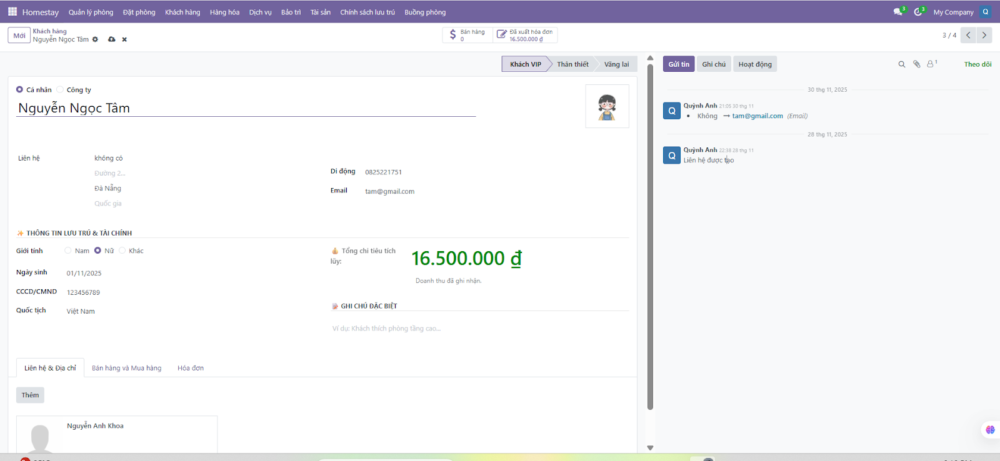 Homestay Quản lý phòng Đặt phòng Khách hàng Hàng hóa Dịch vụ Bảo trì Tài sản Chính sách lưu trú Buồng phòng 3 3 My Company Q
Mới
Khách hàng
Nguyễn Ngọc Tâm
Bán hàng
0
Đã xuất hóa đơn
16.500.000 ₫
3 / 4
Khách VIP Thân thiết Vãng lai
Cá nhân Công ty
Nguyễn Ngọc Tâm
Liên hệ không có
Đường 2...
Đà Nẵng
Quốc gia
Di động 0825221751
Email tam@gmail.com
THÔNG TIN LƯU TRÚ & TÀI CHÍNH
Giới tính Nam Nữ Khác
Ngày sinh 01/11/2025
CCCD/CMND 123456789
Quốc tịch Việt Nam
Tổng chi tiêu tích
lũy:
16.500.000 ₫
Doanh thu đã ghi nhận.
GHI CHÚ ĐẶC BIỆT
Ví dụ: Khách thích phòng tầng cao...
Liên hệ & Địa chỉ Bán hàng và Mua hàng Hóa đơn
Thêm
Nguyễn Anh Khoa
Gửi tin Ghi chú Hoạt động 1 Theo dõi
30 thg 11, 2025
Q
Quỳnh Anh 21:05 30 thg 11
• Không → tam@gmail.com (Email)
28 thg 11, 2025
Q
Quỳnh Anh 22:38 28 thg 11
Liên hệ được tạo